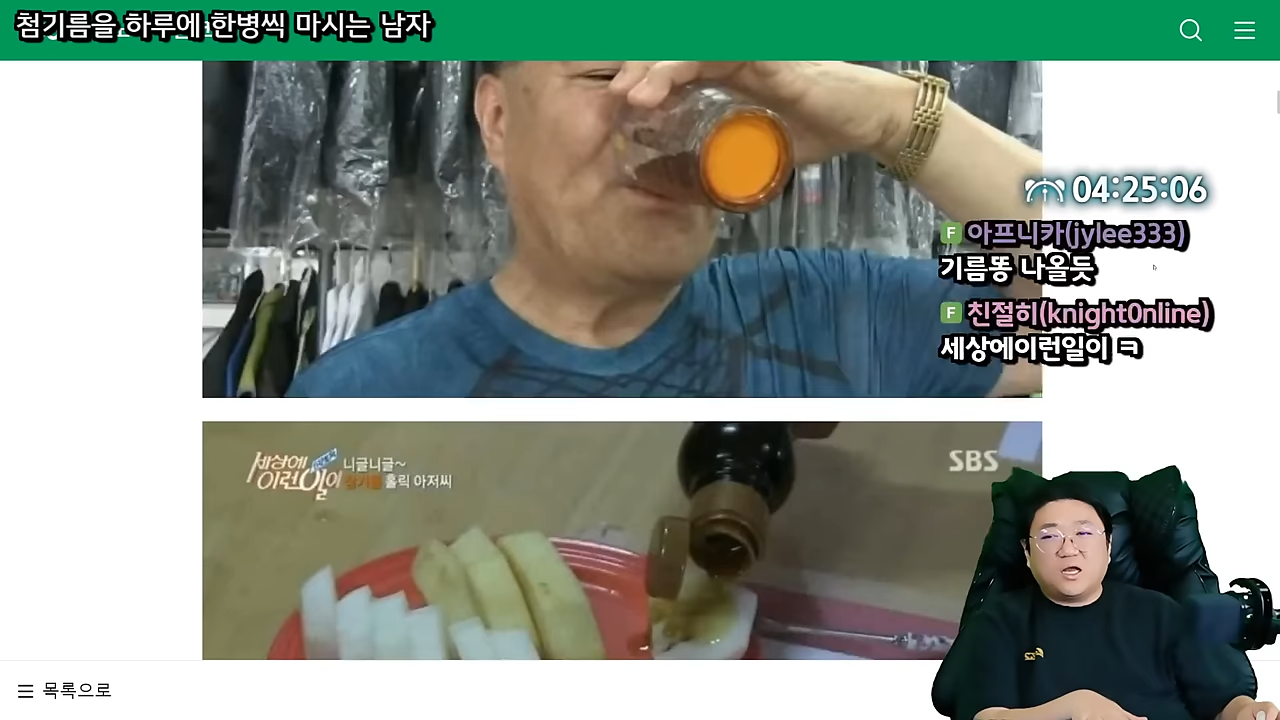 첨기름을 하루에 한병씩 마시는 남자
04:25:06
F 아프니카(jylee333)
기름똥 나올듯
F 친절히(knight0nline)
세상에이런일이 ㅋ
세상에 이런일이
니글니글~
참기름 홀릭 아저씨
SBS
목록으로